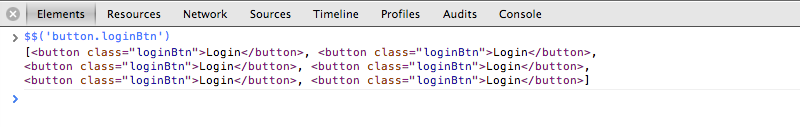 Elements Resources Network Sources Timeline Profiles Audits Console
> $$('button.loginBtn')
[<button class="loginBtn">Login</button>, <button class="loginBtn">Login</button>,
<button class="loginBtn">Login</button>, <button class="loginBtn">Login</button>,
<button class="loginBtn">Login</button>, <button class="loginBtn">Login</button>]
>